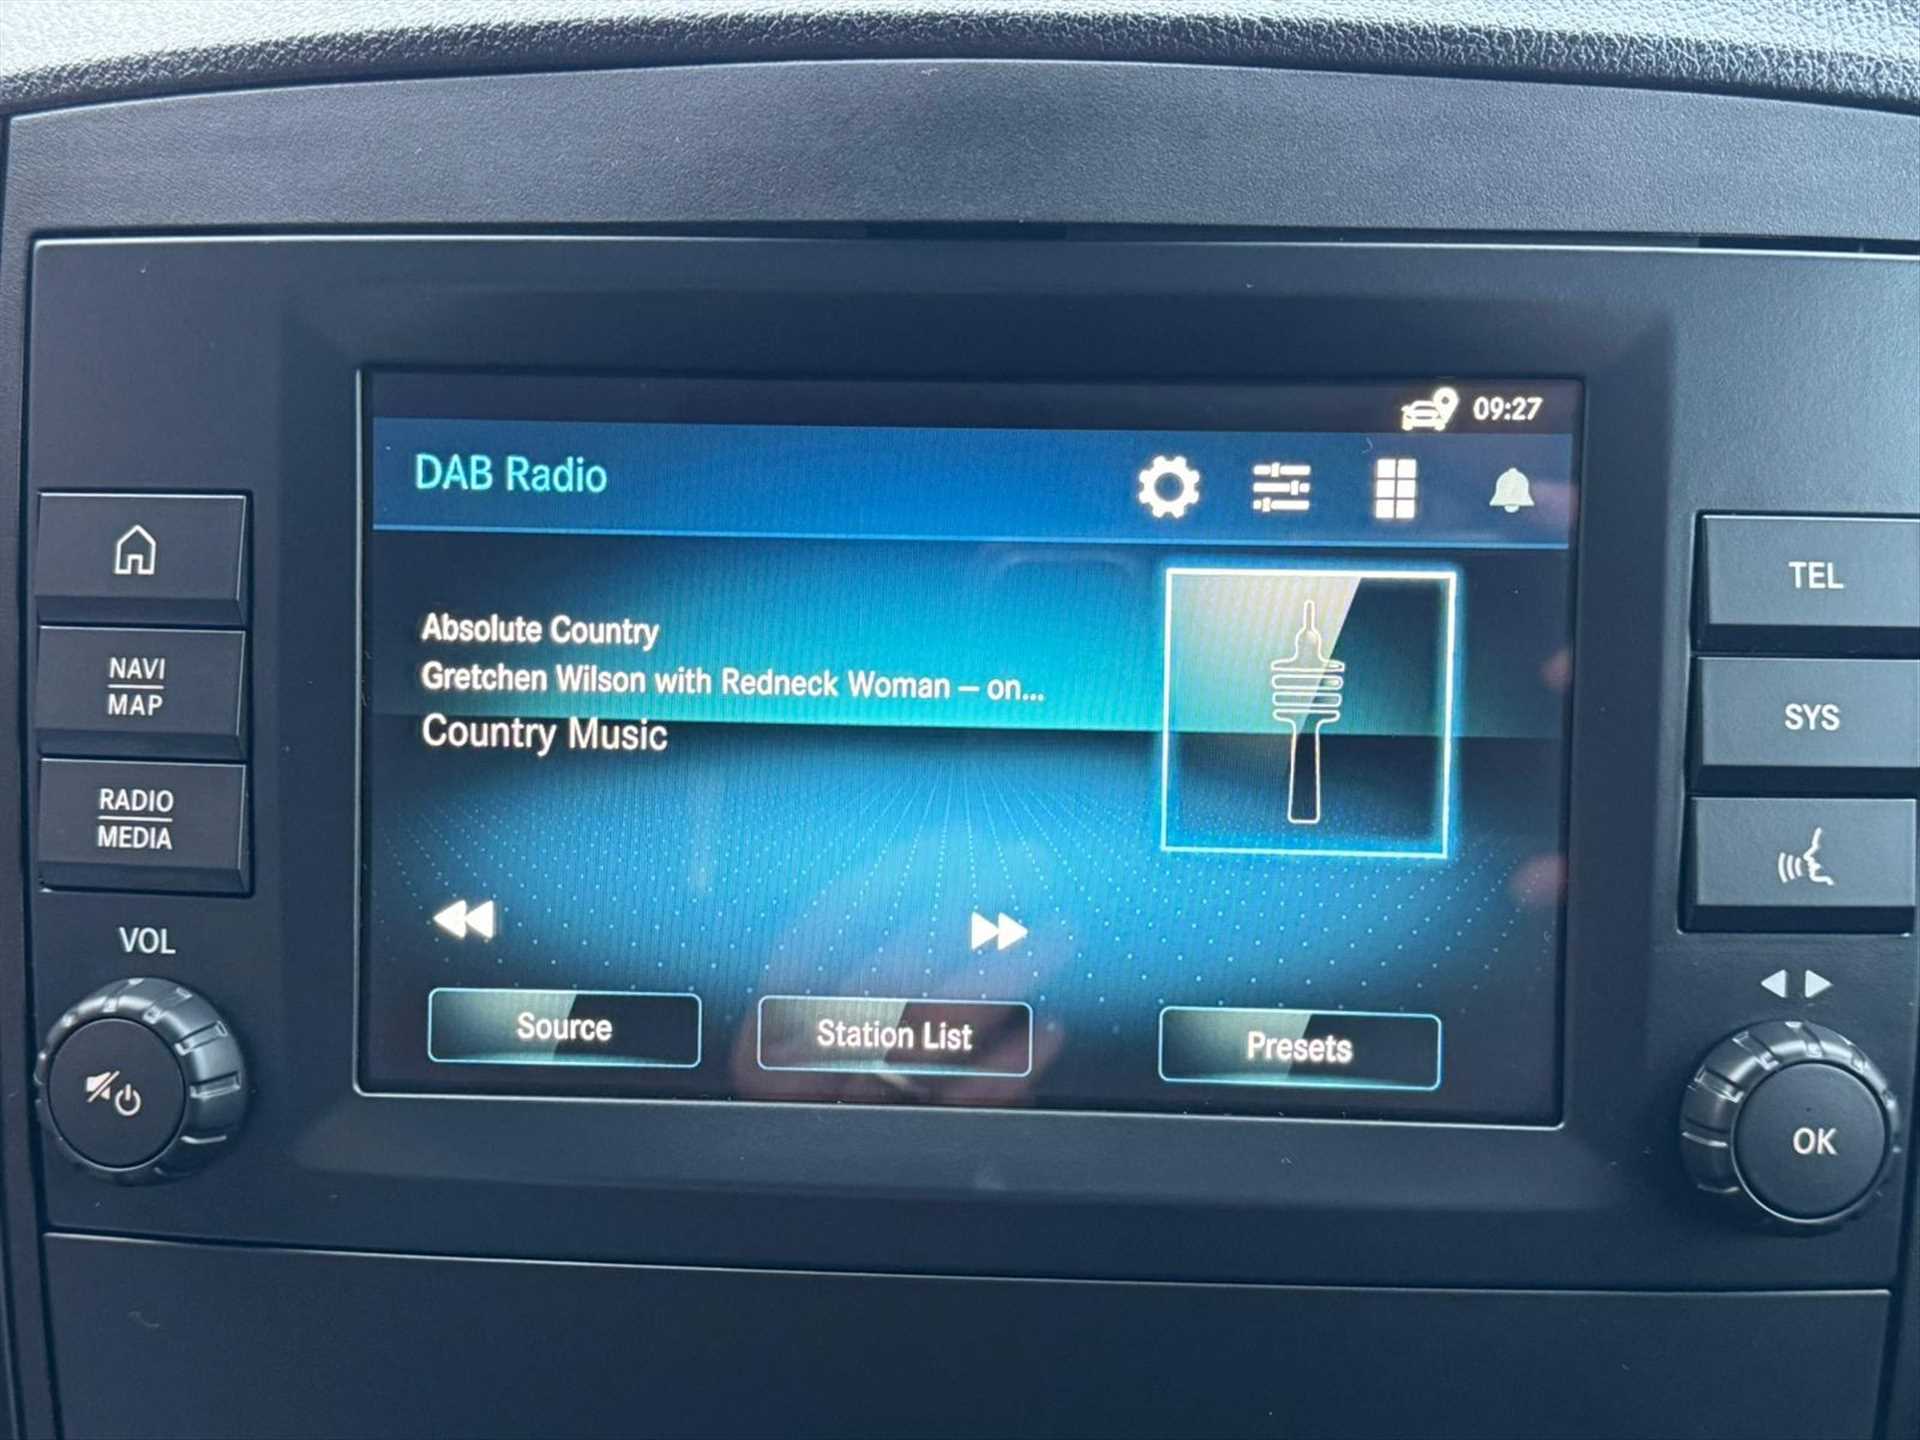 09:27
DAB Radio
Absolute Country
Gretchen Wilson with Redneck Woman – on...
Country Music
Source
Station List
Presets
NAVI
MAP
RADIO
MEDIA
VOL
TEL
SYS
OK